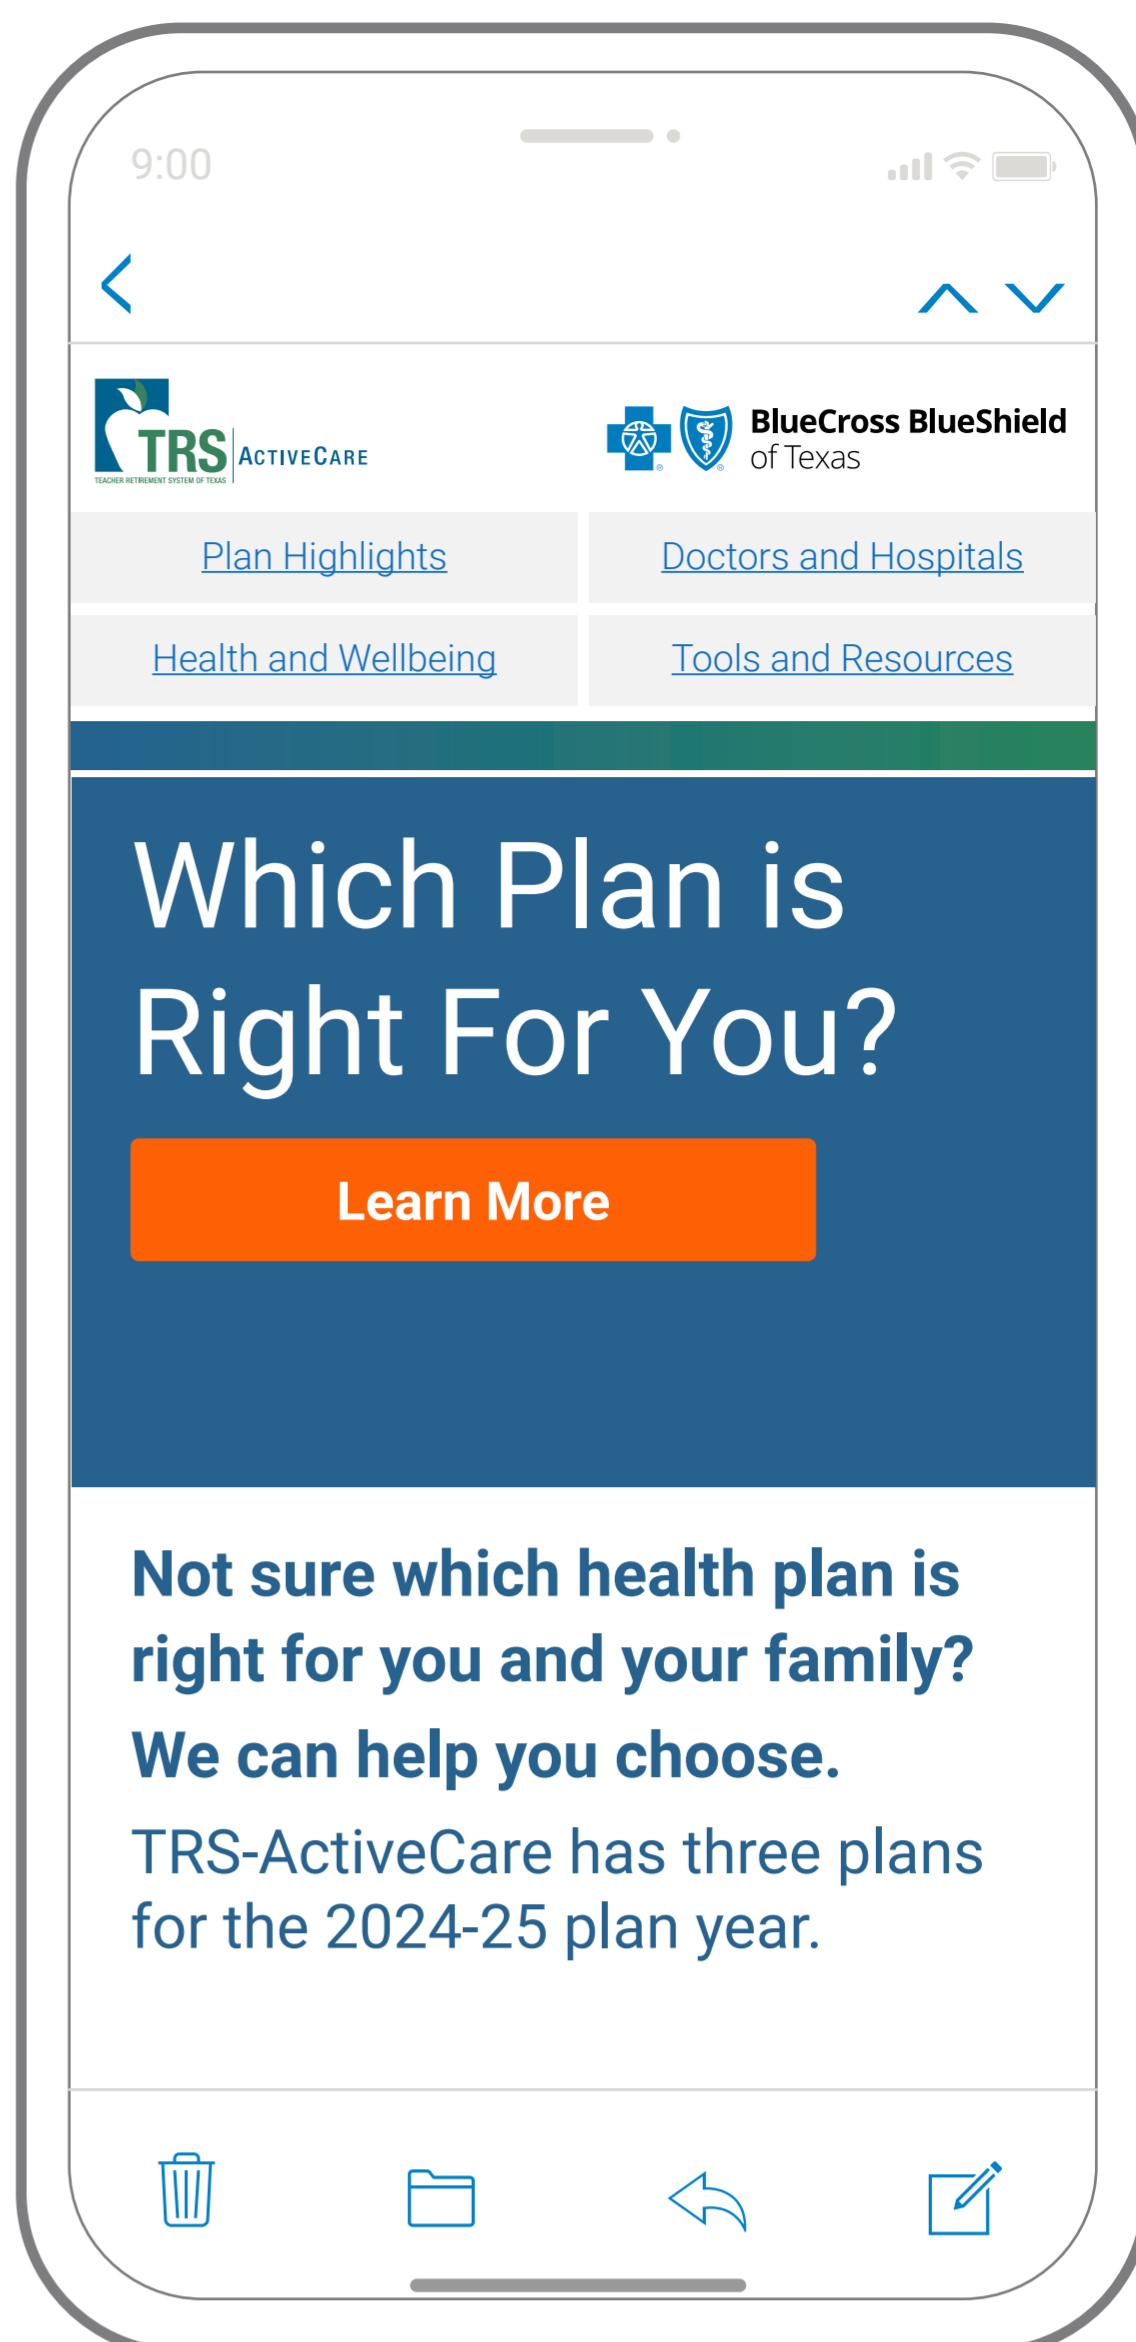 9:00
TRS ACTIVECARE
TEACHER RETIREMENT SYSTEM OF TEXAS
BlueCross BlueShield
of Texas
Plan Highlights
Doctors and Hospitals
Health and Wellbeing
Tools and Resources
Which Plan is
Right For You?
Learn More
Not sure which health plan is
right for you and your family?
We can help you choose.
TRS-ActiveCare has three plans
for the 2024-25 plan year.